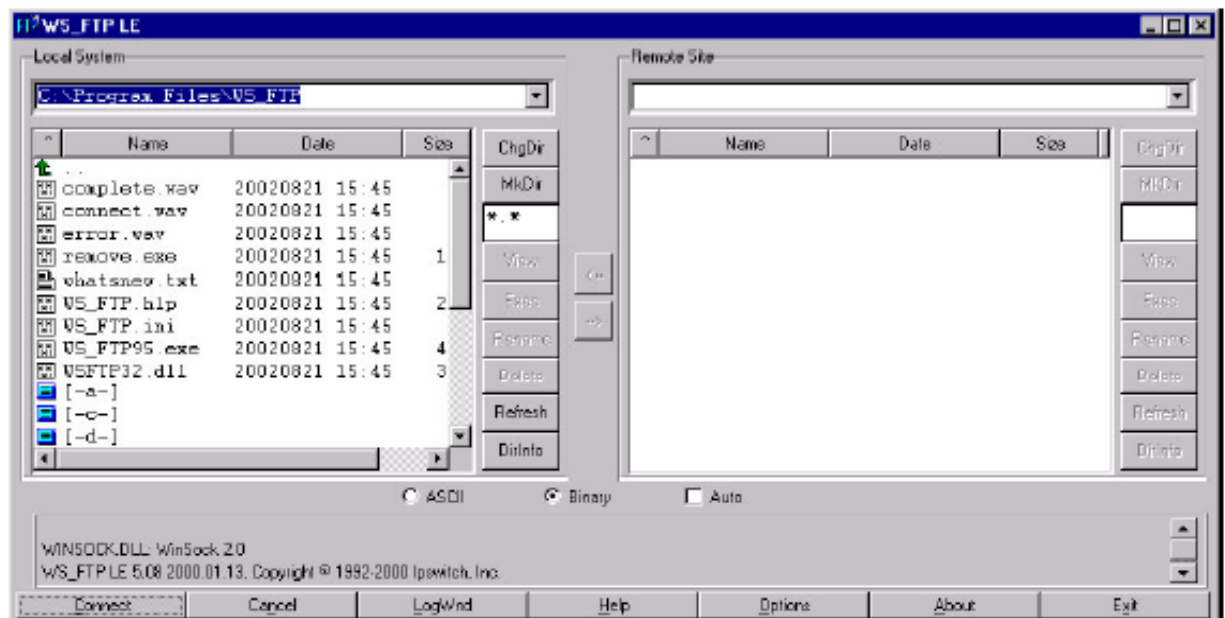 WS_FTP LE
Local System
C:\Program Files\WS_FTP
^ Name Date Size
..
complete.wav 20020821 15:45
connect.wav 20020821 15:45
error.wav 20020821 15:45
remove.exe 20020821 15:45 1
whatsnew.txt 20020821 15:45
WS_FTP.hlp 20020821 15:45 2
WS_FTP.ini 20020821 15:45
WS_FTP95.exe 20020821 15:45 4
WSFTP32.dll 20020821 15:45 3
[-a-]
[-c-]
[-d-]
ChgDir
MkDir
*.*
View
Exec
Rename
Delete
Refresh
DirInfo
<--
-->
Remote Site
^ Name Date Size
ChgDir
MkDir
View
Exec
Rename
Delete
Refresh
DirInfo
ASCII Binary Auto
WINSOCK.DLL: WinSock 2.0
WS_FTP LE 5.08 2000.01.13, Copyright © 1992-2000 Ipswitch, Inc.
Connect Cancel LogWnd Help Options About Exit